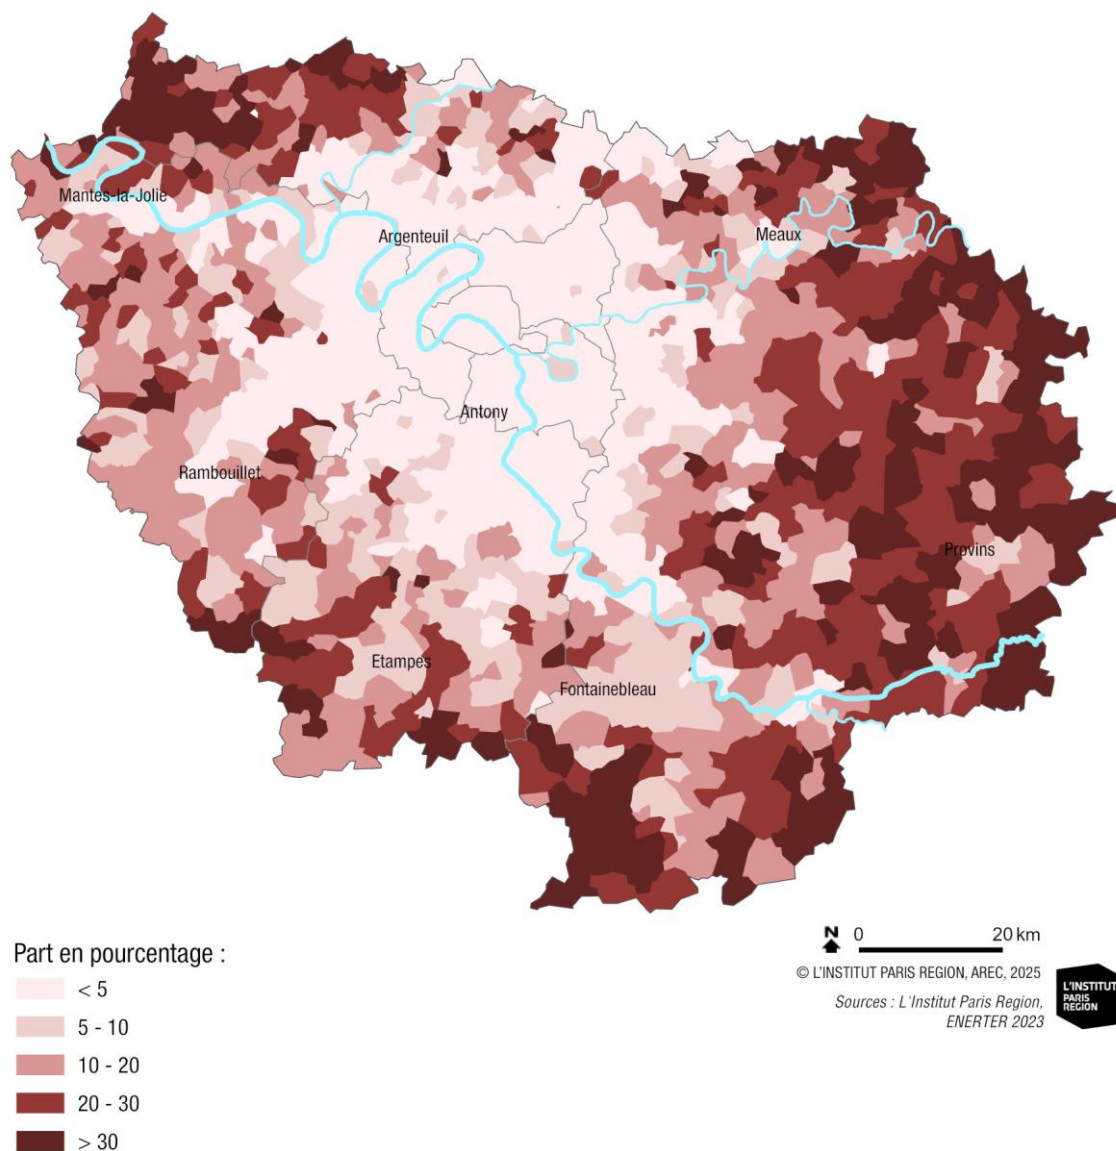 Mantes-la-Jolie
Argenteuil
Meaux
Antony
Rambouillet
Provins
Etampes
Fontainebleau
Part en pourcentage :
< 5
5 - 10
10 - 20
20 - 30
> 30
N 0 20 km
© L'INSTITUT PARIS REGION, AREC, 2025
Sources : L'Institut Paris Region,
ENERTER 2023
L'INSTITUT
PARIS
REGION